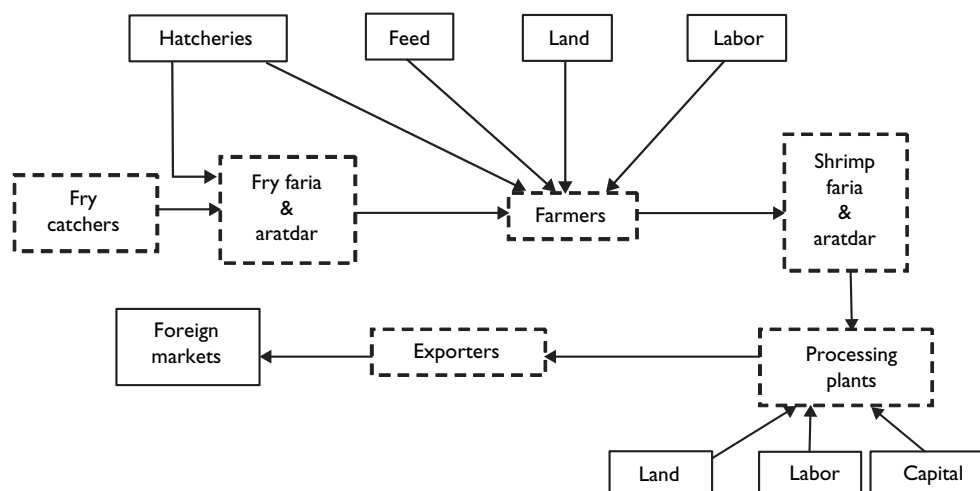 Hatcheries
Feed
Land
Labor
Fry
catchers
Fry faria
&
aratdar
Farmers
Shrimp
faria
&
aratdar
Foreign
markets
Exporters
Processing
plants
Land
Labor
Capital